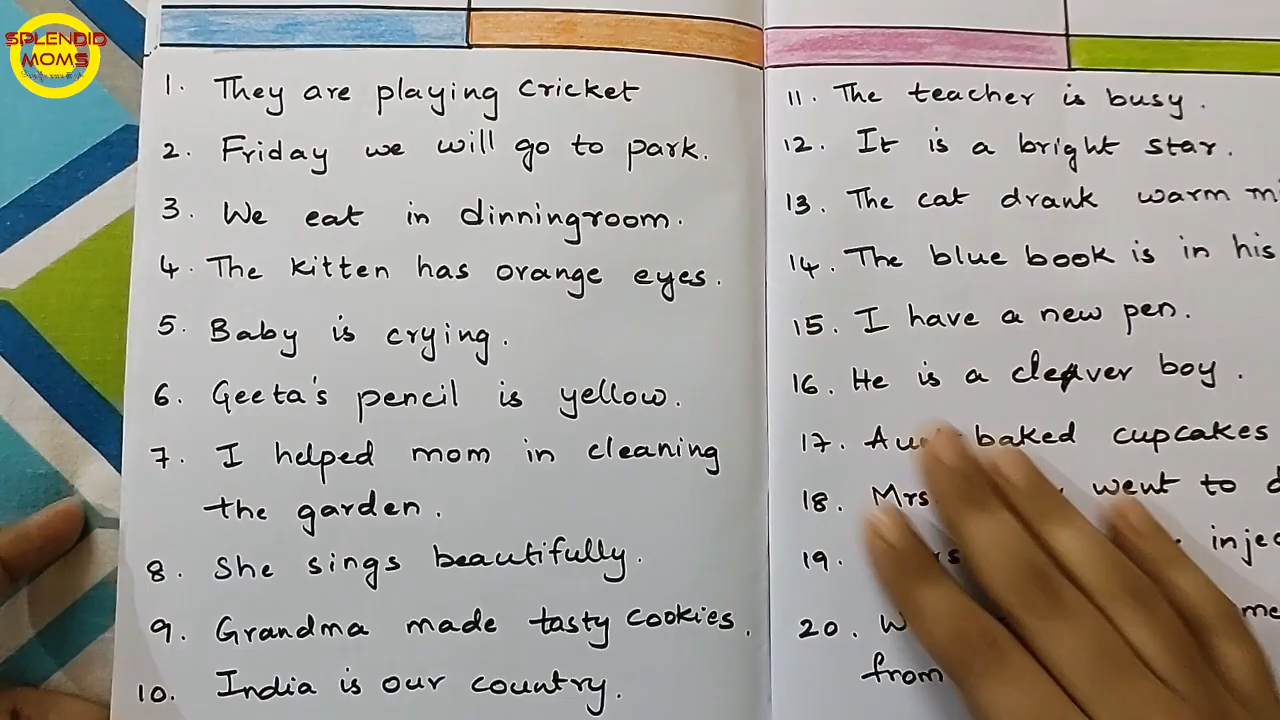 SPLENDID
MOMS
1. They are playing cricket
2. Friday we will go to park.
3. We eat in dinningroom.
4. The kitten has orange eyes.
5. Baby is crying.
6. Geeta's pencil is yellow.
7. I helped mom in cleaning
the garden.
8. She sings beautifully.
9. Grandma made tasty cookies.
10. India is our country.
11. The teacher is busy.
12. It is a bright star.
13. The cat drank warm
14. The blue book is in his
15. I have a new pen.
16. He is a clever boy.
17. baked cupcakes
18. Mrs. went to
19.
20.
from